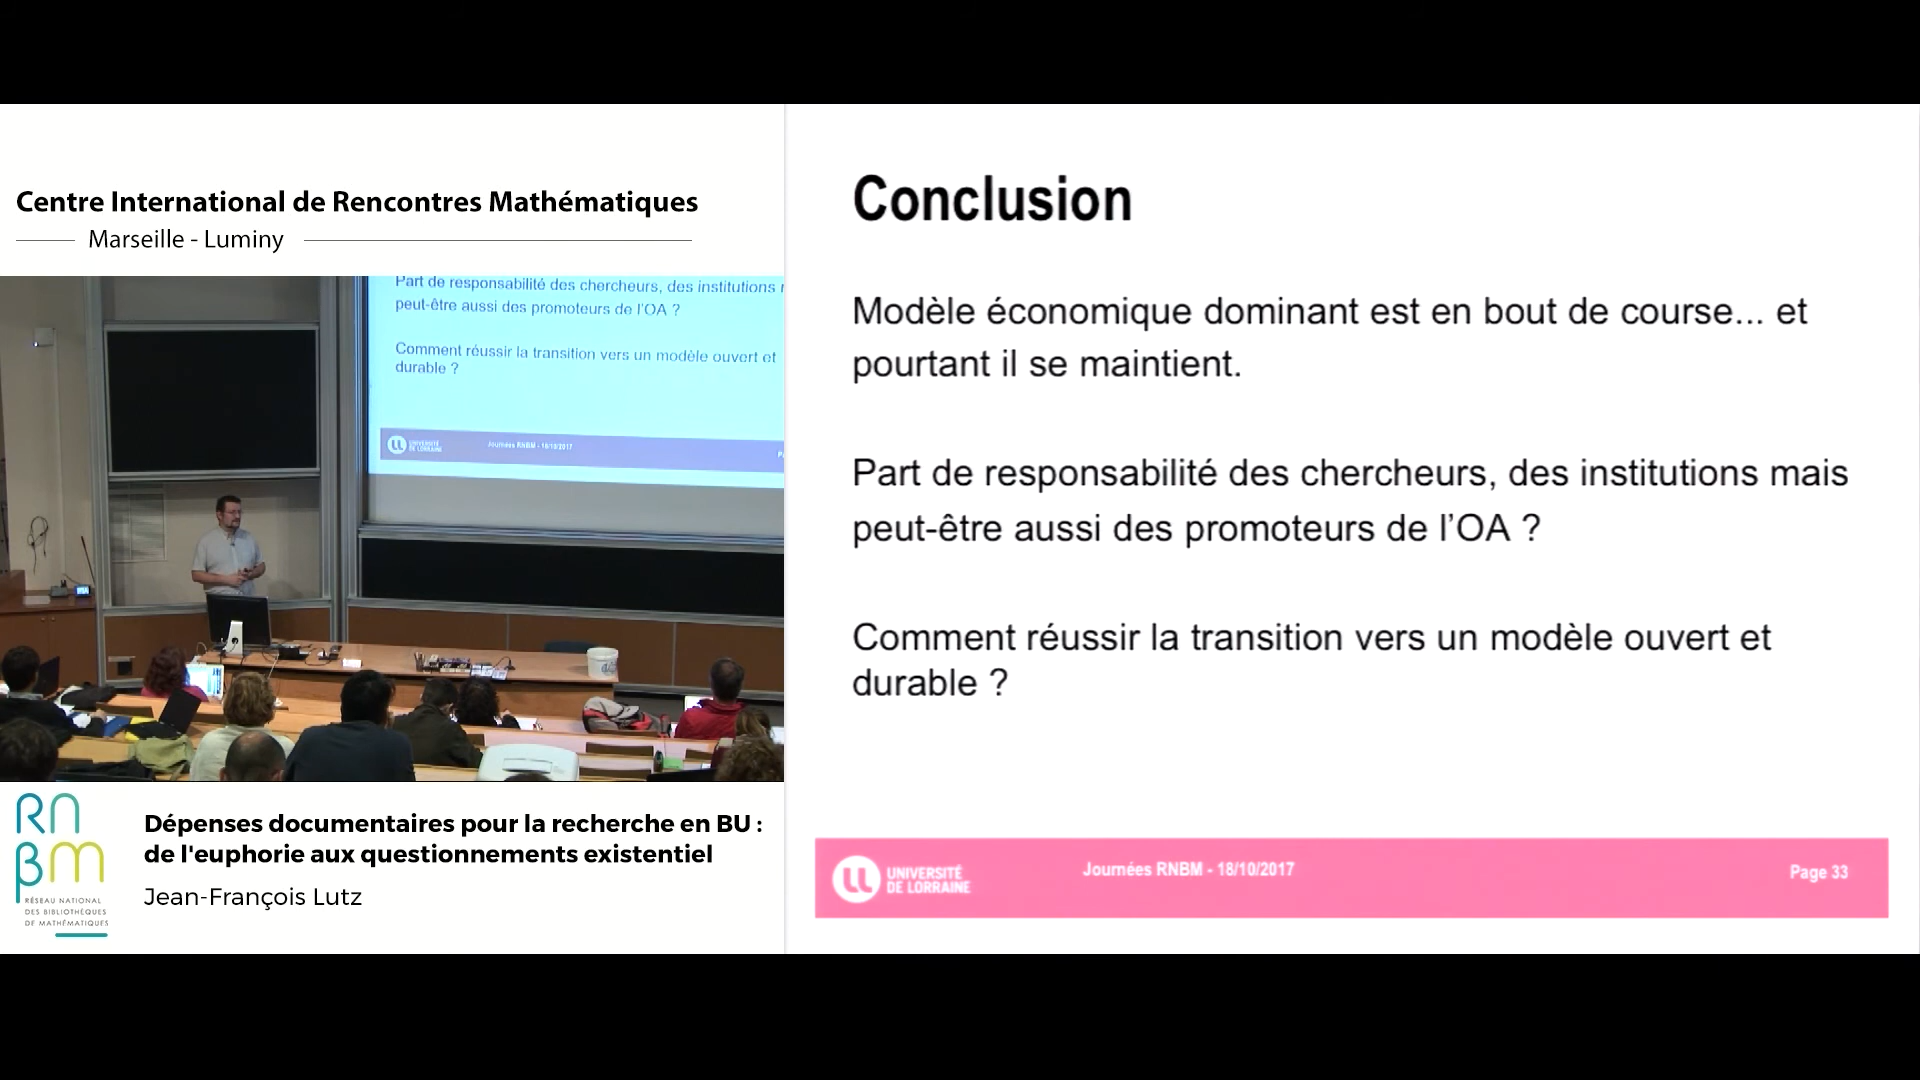 Centre International de Rencontres Mathématiques
Marseille - Luminy
Part de responsabilité des chercheurs, des institutions
peut-être aussi des promoteurs de l'OA ?
Comment réussir la transition vers un modèle ouvert et
durable ?
UNIVERSITÉ
DE LORRAINE
Journées RNBM - 18/10/2017
RNBM
RÉSEAU NATIONAL
DES BIBLIOTHÈQUES
DE MATHÉMATIQUES
Dépenses documentaires pour la recherche en BU :
de l'euphorie aux questionnements existentiel
Jean-François Lutz
Conclusion
Modèle économique dominant est en bout de course... et
pourtant il se maintient.
Part de responsabilité des chercheurs, des institutions mais
peut-être aussi des promoteurs de l'OA ?
Comment réussir la transition vers un modèle ouvert et
durable ?
UNIVERSITÉ
DE LORRAINE
Journées RNBM - 18/10/2017
Page 33